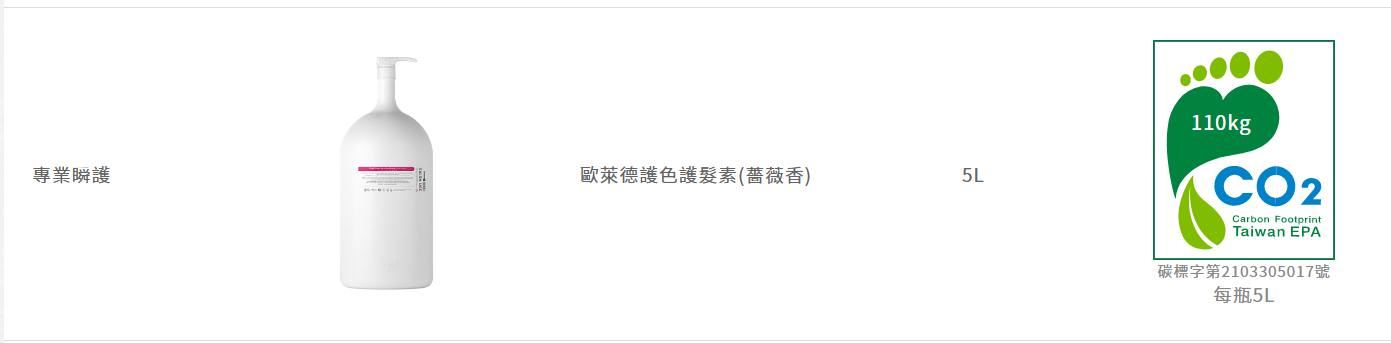 專業瞬護
歐萊德護色護髮素(薔薇香)
5L
110kg
CO2
Carbon Footprint
Taiwan EPA
碳標字第2103305017號
每瓶5L